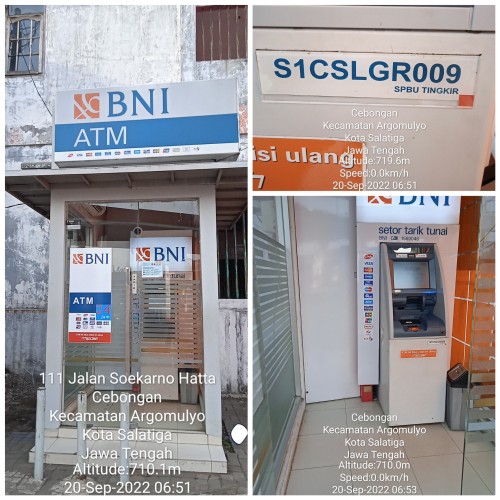 BNI
ATM
BNI
ATM
BNI
tunai
111 Jalan Soekarno Hatta
Cebongan
Kecamatan Argomulyo
Kota Salatiga
Jawa Tengah
Altitude:710.1m
20-Sep-2022 06:51
S1CSLGR009
SPBU TINGKIR
isi ulang
Cebongan
Kecamatan Argomulyo
Kota Salatiga
Jawa Tengah
Altitude:719.6m
Speed:0.0km/h
20-Sep-2022 06:51
BNI
setor tarik tunai
VISA
Cebongan
Kecamatan Argomulyo
Kota Salatiga
Jawa Tengah
Altitude:710.0m
Speed:0.0km/h
20-Sep-2022 06:53